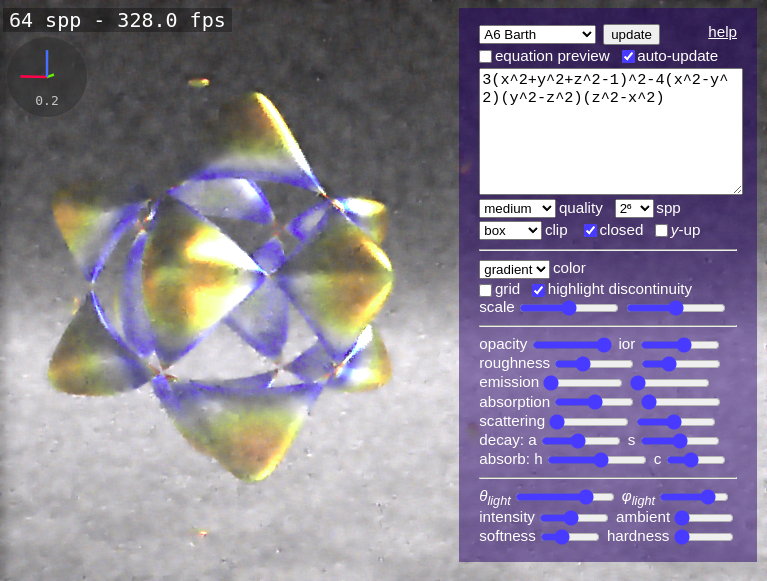 64 spp - 328.0 fps
0.2
A6 Barth update help
equation preview auto-update
3(x^2+y^2+z^2-1)^2-4(x^2-y^
2)(y^2-z^2)(z^2-x^2)
medium quality 2⁶ spp
box clip closed y-up
gradient color
grid highlight discontinuity
scale
opacity ior
roughness
emission
absorption
scattering
decay: a s
absorb: h c
θlight φlight
intensity ambient
softness hardness